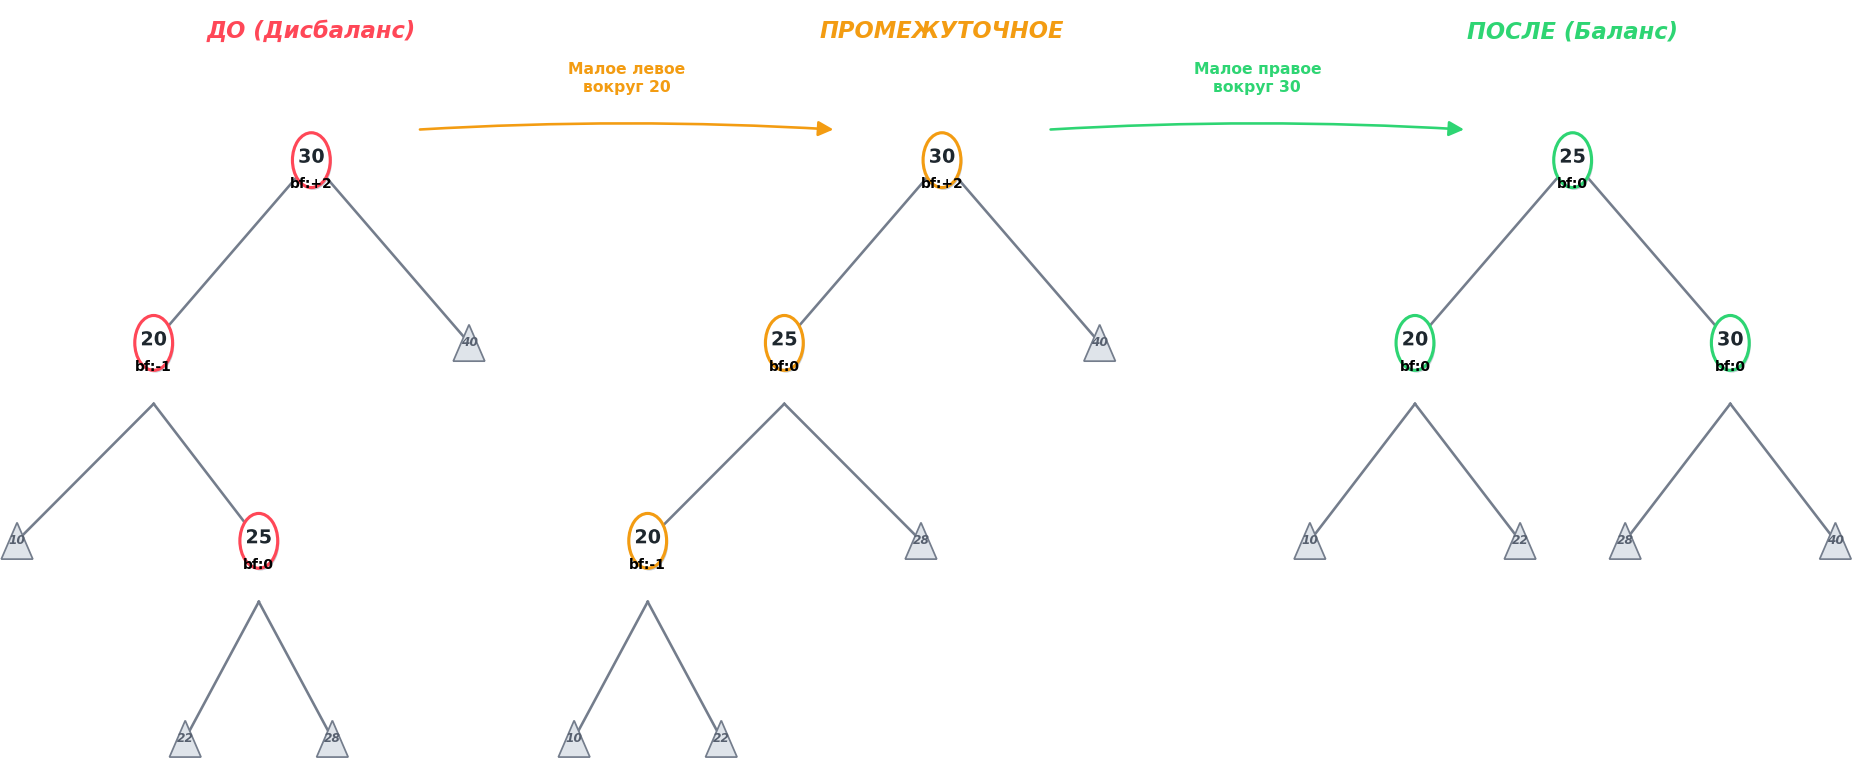 ДО (Дисбаланс)
ПРОМЕЖУТОЧНОЕ
ПОСЛЕ (Баланс)
Малое левое
вокруг 20
Малое правое
вокруг 30
30
bf:+2
30
bf:+2
25
bf:0
20
bf:-1
40
25
bf:0
40
20
bf:0
30
bf:0
10
25
bf:0
20
bf:-1
28
10
22
28
40
22
28
10
22